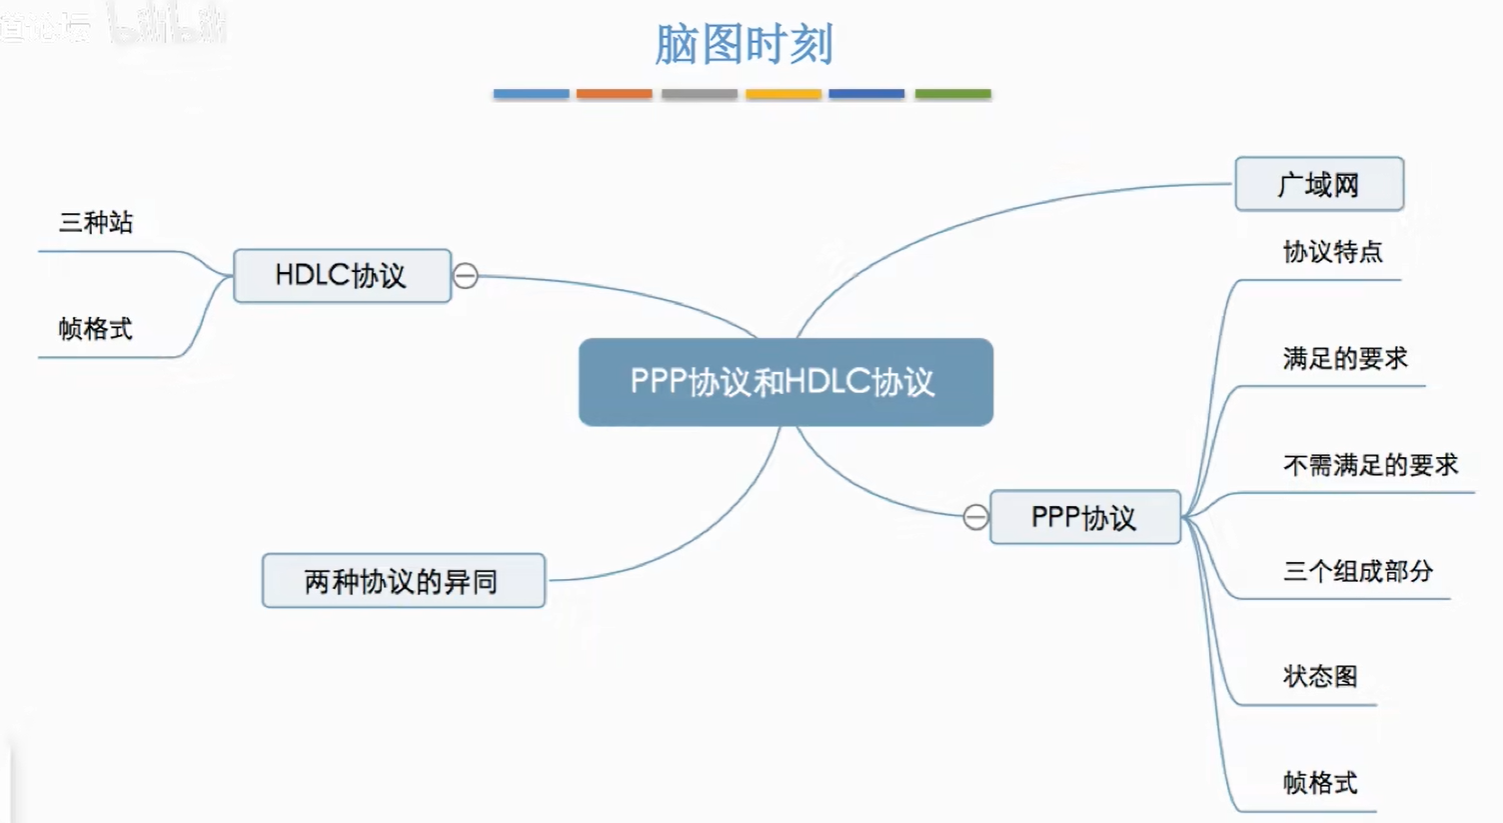 脑图时刻
广域网
三种站
协议特点
HDLC协议
帧格式
满足的要求
PPP协议和HDLC协议
不需满足的要求
PPP协议
三个组成部分
两种协议的异同
状态图
帧格式